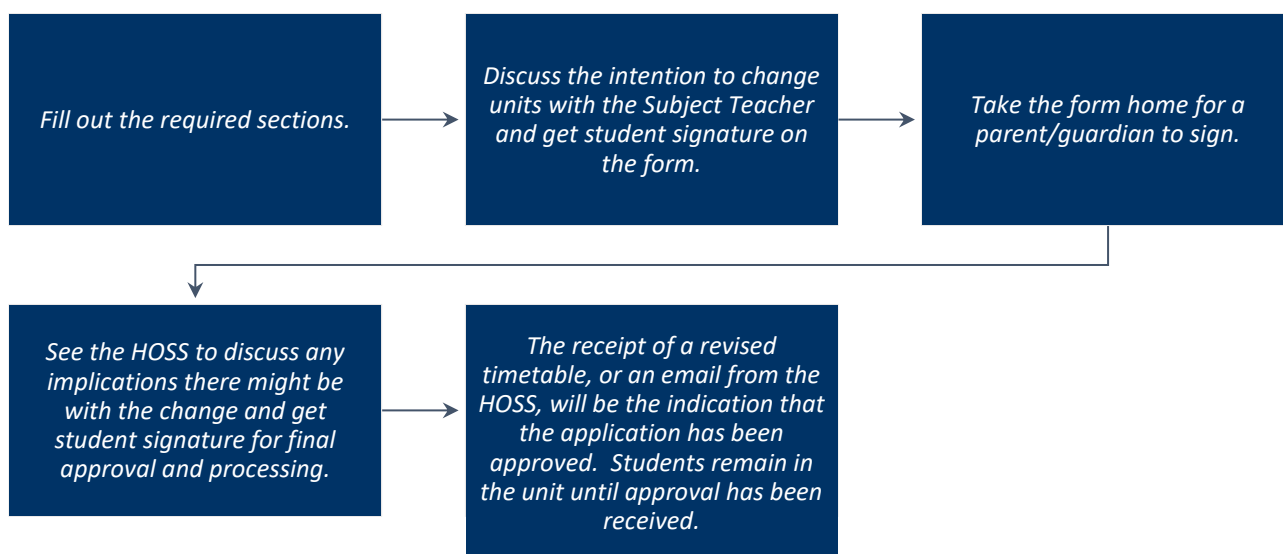 Fill out the required sections.
Discuss the intention to change
units with the Subject Teacher
and get student signature on
the form.
Take the form home for a
parent/guardian to sign.
See the HOSS to discuss any
implications there might be
with the change and get
student signature for final
approval and processing.
The receipt of a revised
timetable, or an email from the
HOSS, will be the indication that
the application has been
approved.  Students remain in
the unit until approval has been
received.